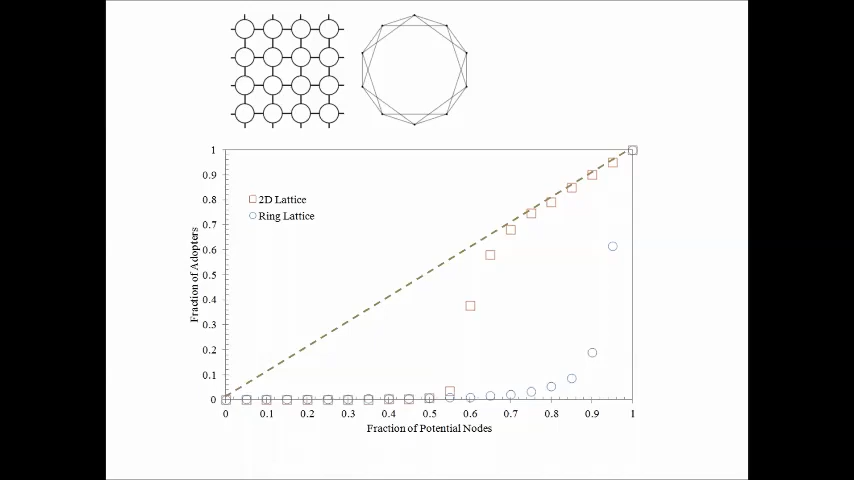 1
0.9
2D Lattice
0.8
Ring Lattice
0.7
0.6
Fraction of Adopters
0.5
0.4
0.3
0.2
0.1
0
0 0.1 0.2 0.3 0.4 0.5 0.6 0.7 0.8 0.9 1
Fraction of Potential Nodes